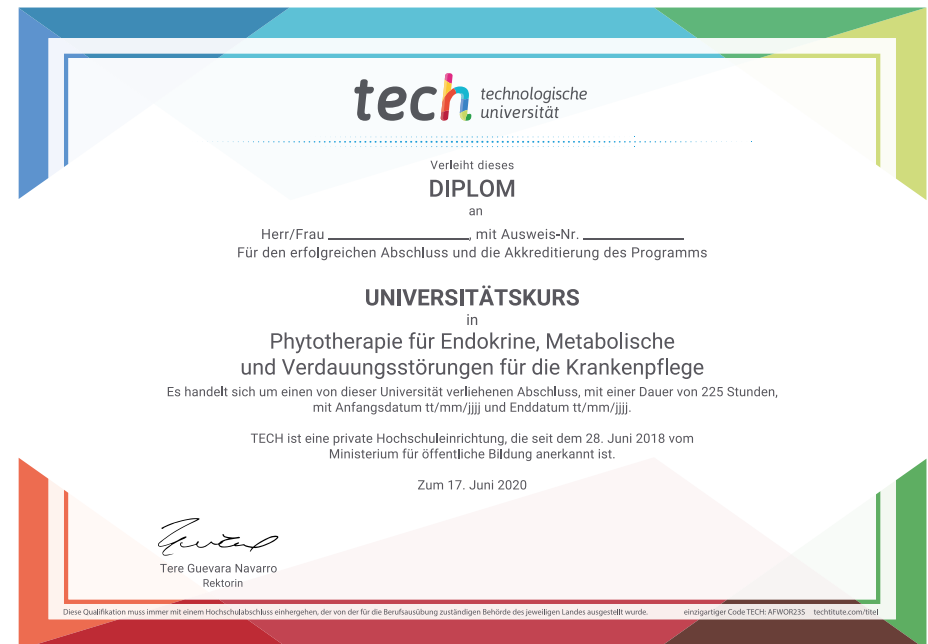 tech technologische
universität
Verleiht dieses
DIPLOM
an
Herr/Frau ____________, mit Ausweis-Nr. ____________
Für den erfolgreichen Abschluss und die Akkreditierung des Programms
UNIVERSITÄTSKURS
in
Phytotherapie für Endokrine, Metabolische
und Verdauungsstörungen für die Krankenpflege
Es handelt sich um einen von dieser Universität verliehenen Abschluss, mit einer Dauer von 225 Stunden,
mit Anfangsdatum tt/mm/jjjj und Enddatum tt/mm/jjjj.
TECH ist eine private Hochschuleinrichtung, die seit dem 28. Juni 2018 vom
Ministerium für öffentliche Bildung anerkannt ist.
Zum 17. Juni 2020
Tere Guevara Navarro
Rektorin
Diese Qualifikation muss immer mit einem Hochschulabschluss einhergehen, der von der für die Berufsausübung zuständigen Behörde des jeweiligen Landes ausgestellt wurde. einzigartiger Code TECH: AFWOR23S techtitute.com/titel